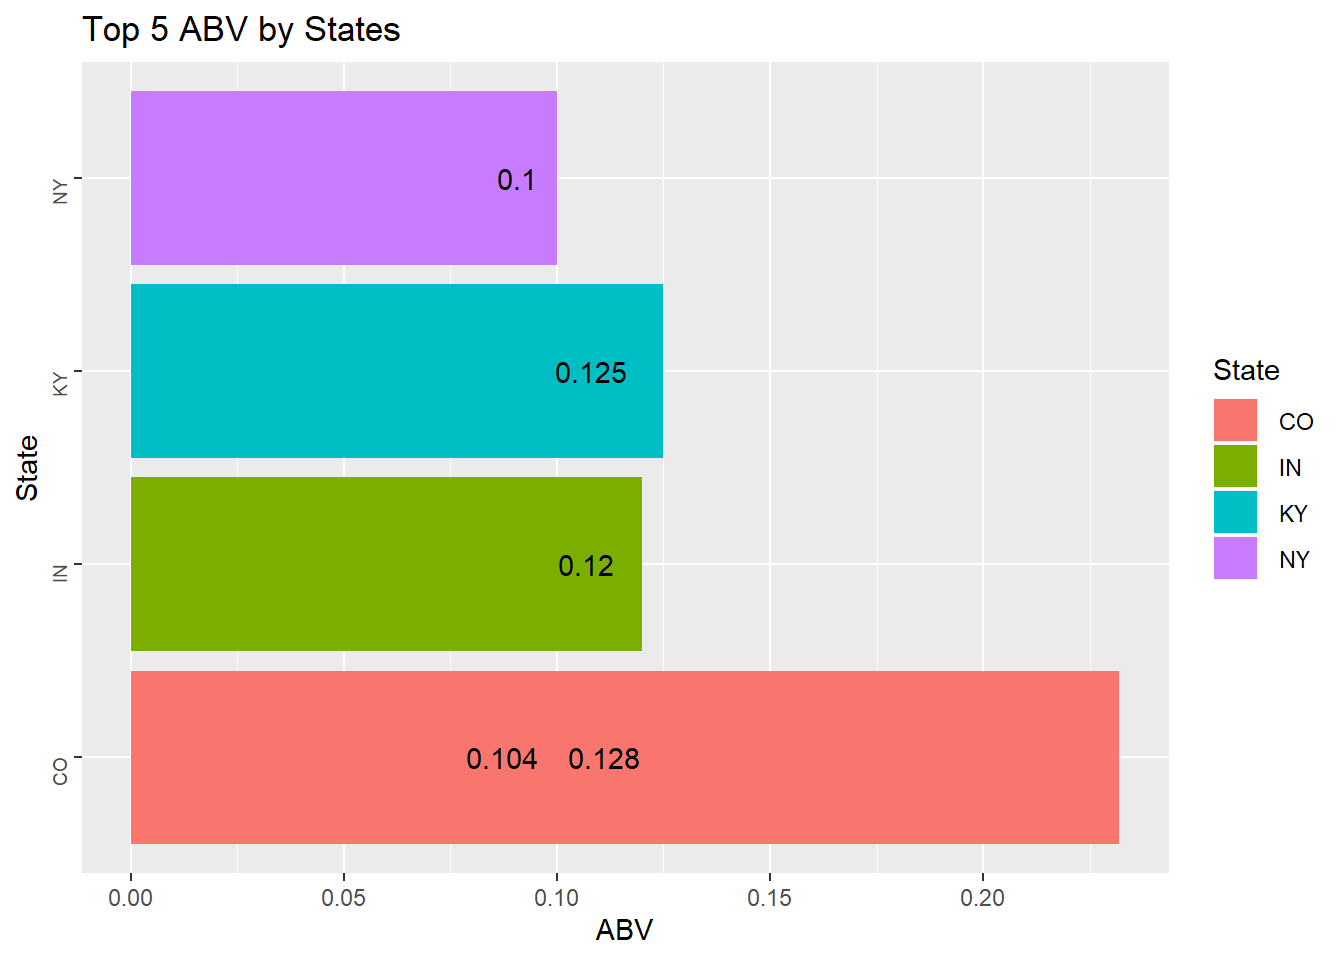 Top 5 ABV by States
NY
0.1
KY
0.125
IN
0.12
CO
0.104 0.128
0.00 0.05 0.10 0.15 0.20
ABV
State
State
CO
IN
KY
NY